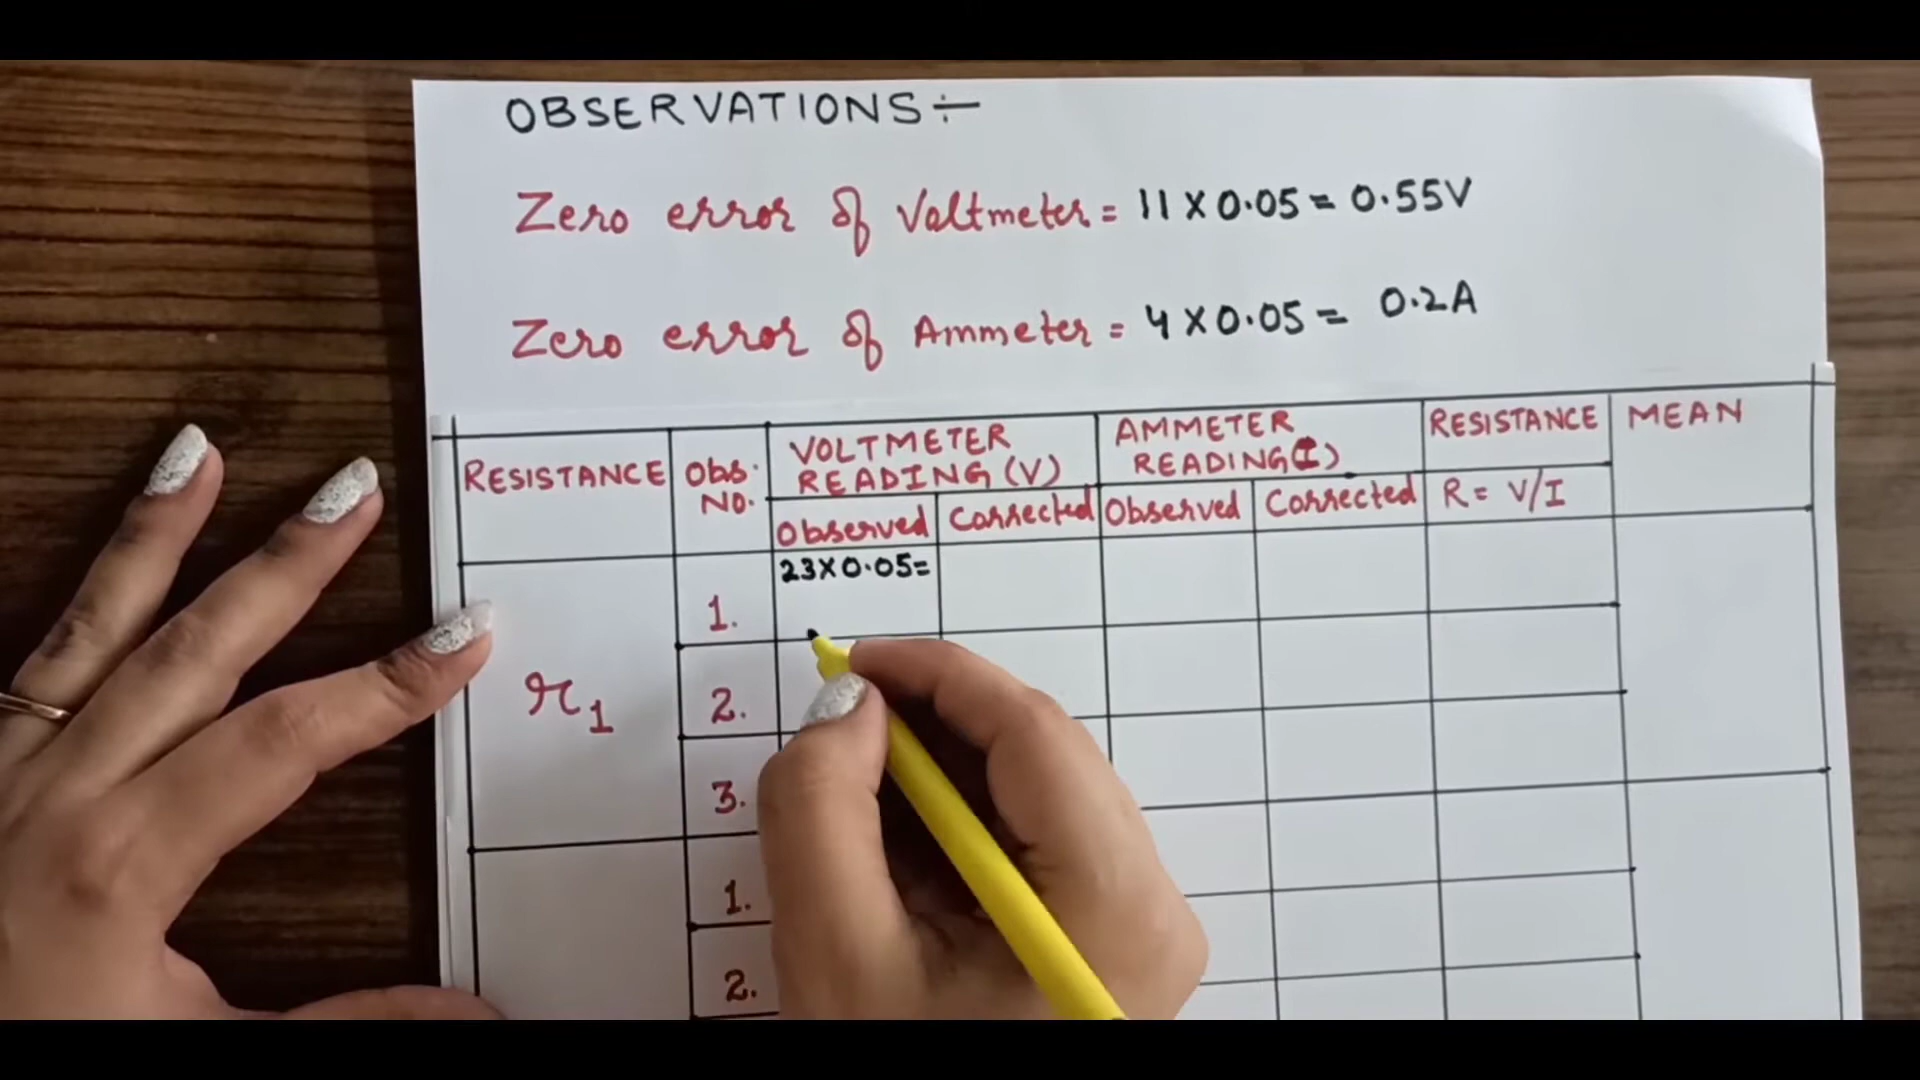 OBSERVATIONS ÷
Zero error of Voltmeter = 11 X 0.05 = 0.55V
Zero error of Ammeter = 4 X 0.05 = 0.2A
RESISTANCE
Obs.
NO.
VOLTMETER
READING (V)
AMMETER
READING (I)
RESISTANCE
MEAN
Observed
Corrected
Observed
Corrected
R = V/I
r1
1.
23X0.05=
2.
3.
1.
2.